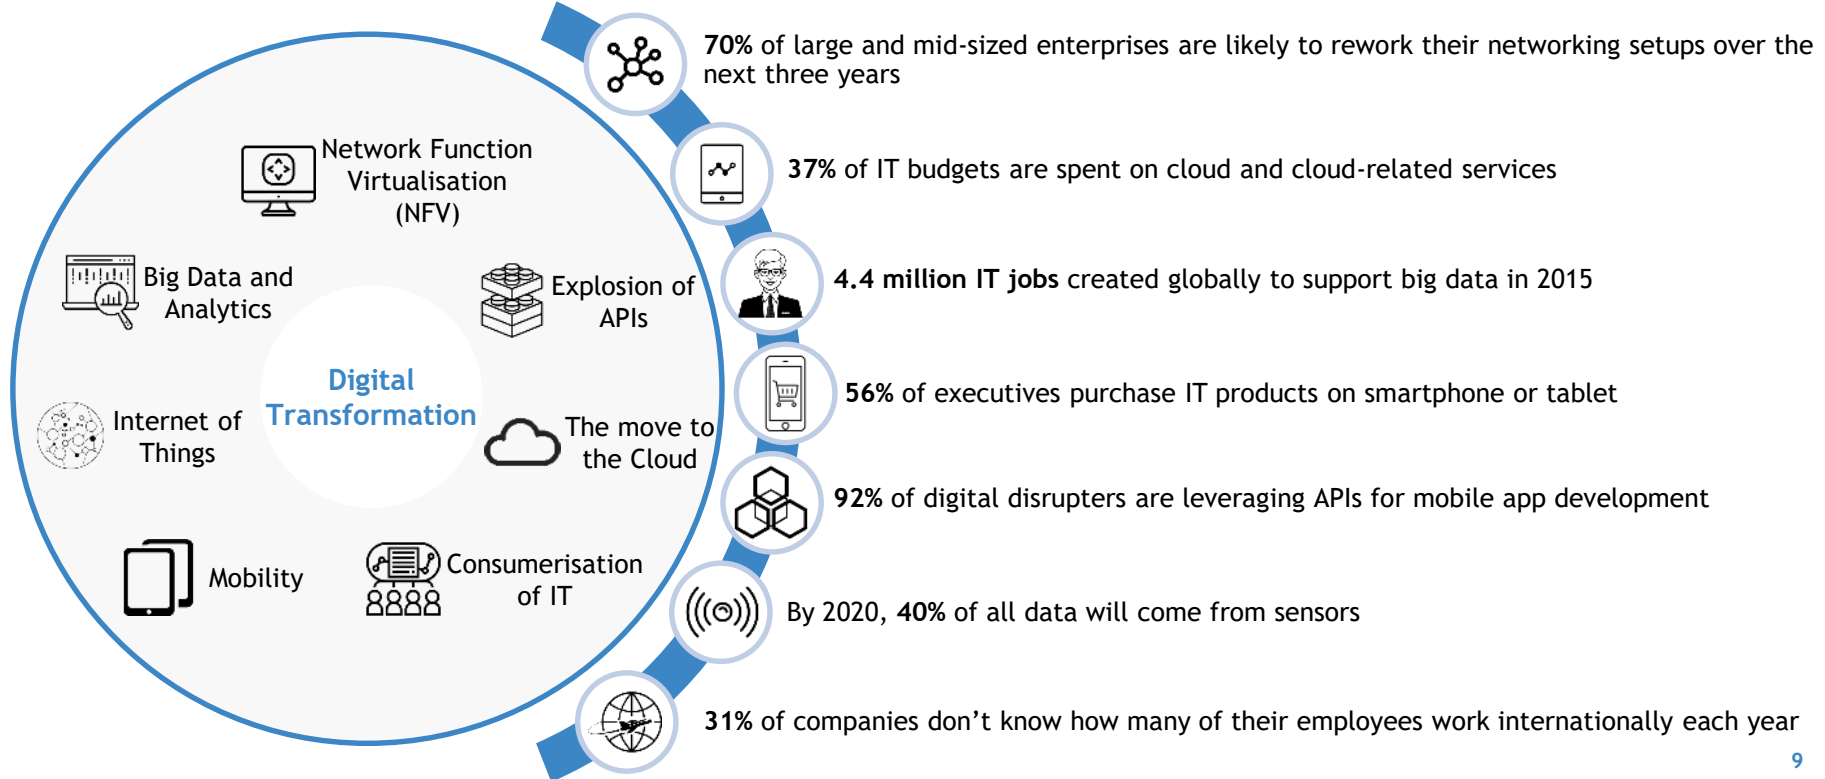 Network Function
Virtualisation
(NFV)
Big Data and
Analytics
Explosion of
APIs
Digital
Transformation
Internet of
Things
The move to
the Cloud
Mobility
Consumerisation
of IT
70% of large and mid-sized enterprises are likely to rework their networking setups over the
next three years
37% of IT budgets are spent on cloud and cloud-related services
4.4 million IT jobs created globally to support big data in 2015
56% of executives purchase IT products on smartphone or tablet
92% of digital disrupters are leveraging APIs for mobile app development
By 2020, 40% of all data will come from sensors
31% of companies don’t know how many of their employees work internationally each year
9